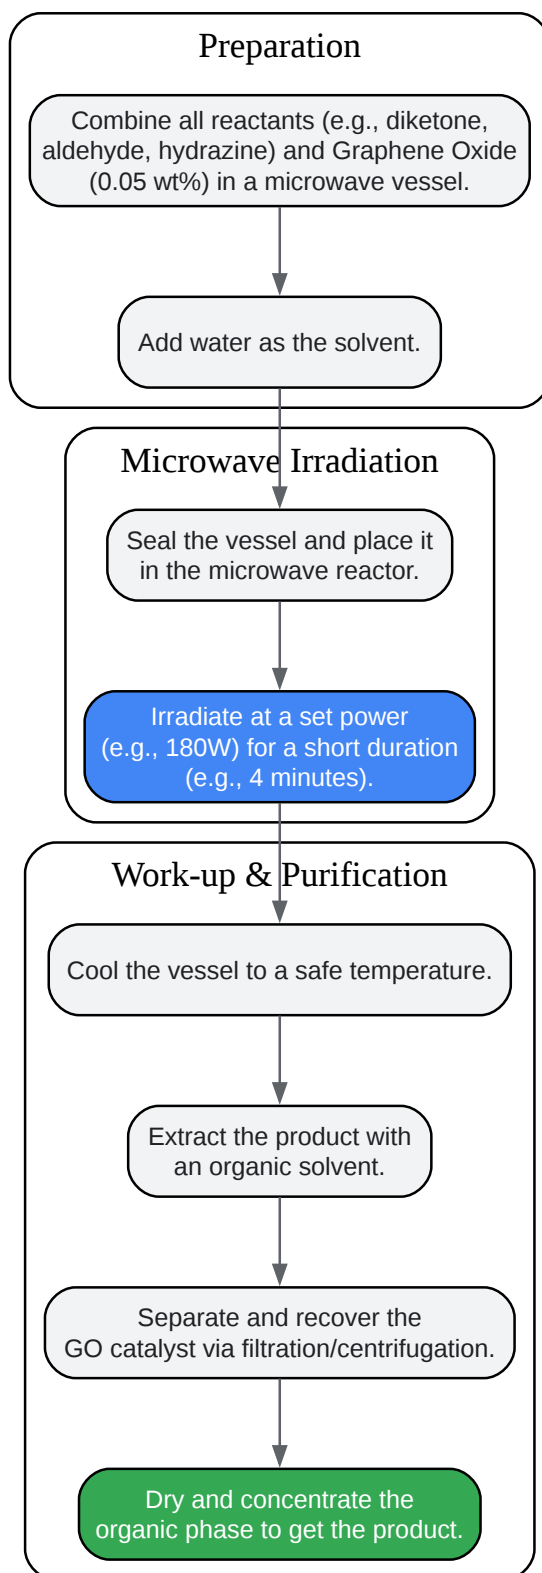 Preparation
Combine all reactants (e.g., diketone,
aldehyde, hydrazine) and Graphene Oxide
(0.05 wt%) in a microwave vessel.
Add water as the solvent.
Microwave Irradiation
Seal the vessel and place it
in the microwave reactor.
Irradiate at a set power
(e.g., 180W) for a short duration
(e.g., 4 minutes).
Work-up & Purification
Cool the vessel to a safe temperature.
Extract the product with
an organic solvent.
Separate and recover the
GO catalyst via filtration/centrifugation.
Dry and concentrate the
organic phase to get the product.